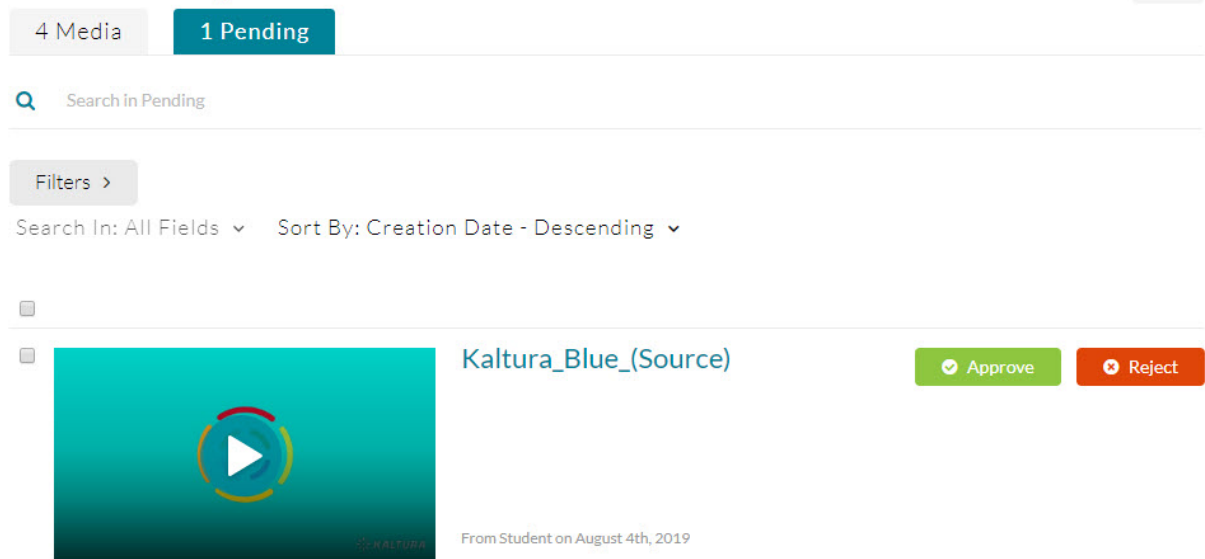 4 Media
1 Pending
Search in Pending
Filters
Search In: All Fields
Sort By: Creation Date - Descending
Kaltura_Blue_(Source)
Approve
Reject
KALTURA
From Student on August 4th, 2019